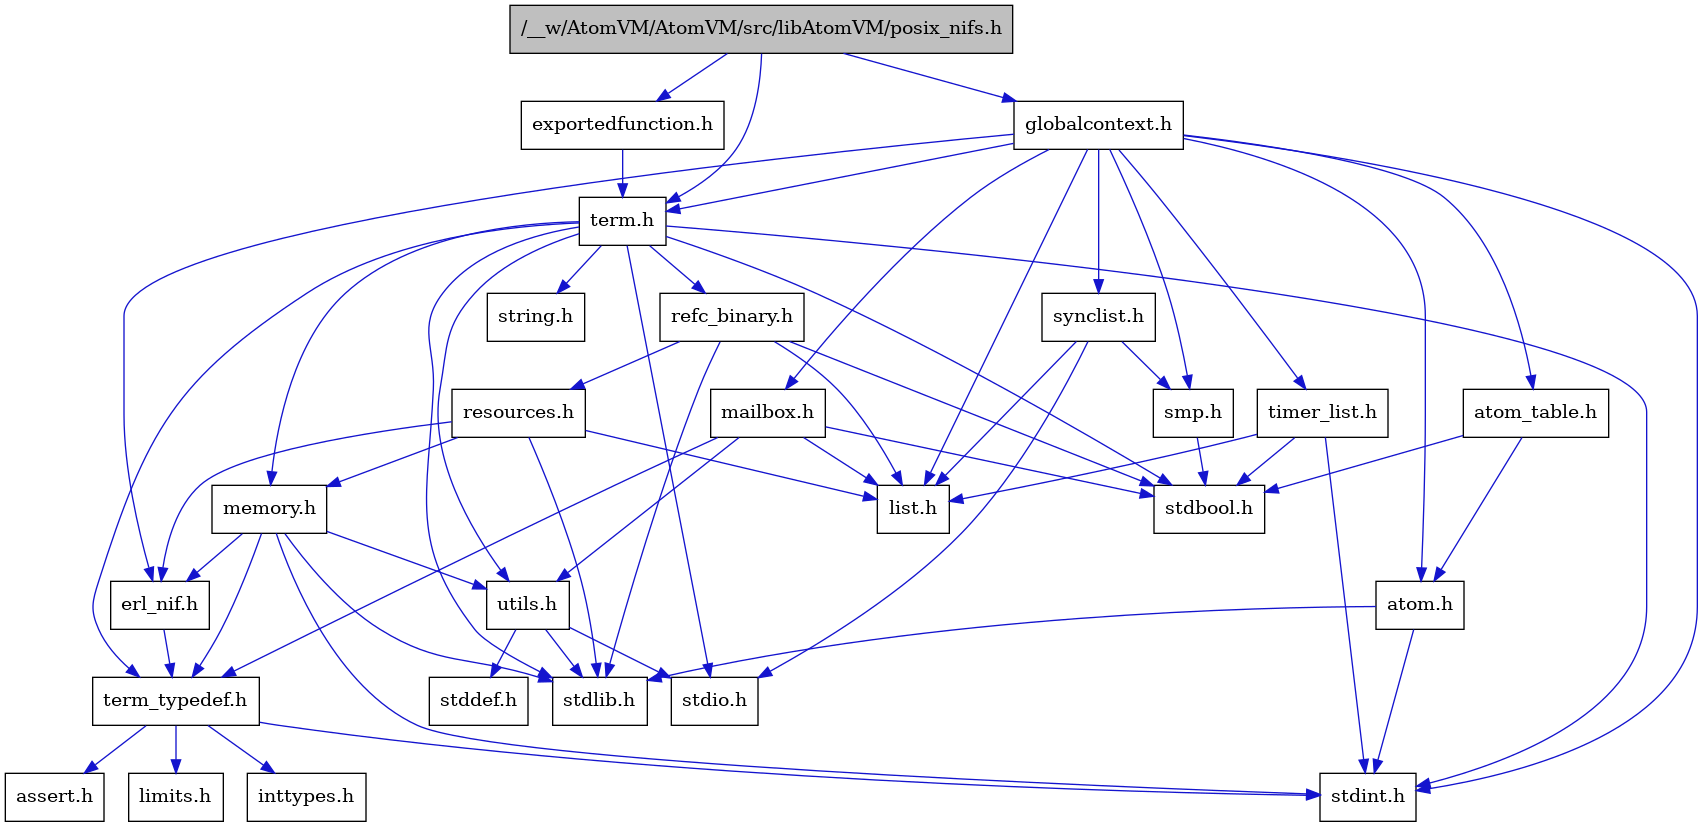 /__w/AtomVM/AtomVM/src/libAtomVM/posix_nifs.h
exportedfunction.h
globalcontext.h
term.h
string.h
refc_binary.h
synclist.h
resources.h
mailbox.h
smp.h
timer_list.h
atom_table.h
memory.h
list.h
stdbool.h
erl_nif.h
utils.h
atom.h
term_typedef.h
stddef.h
stdlib.h
stdio.h
assert.h
limits.h
inttypes.h
stdint.h